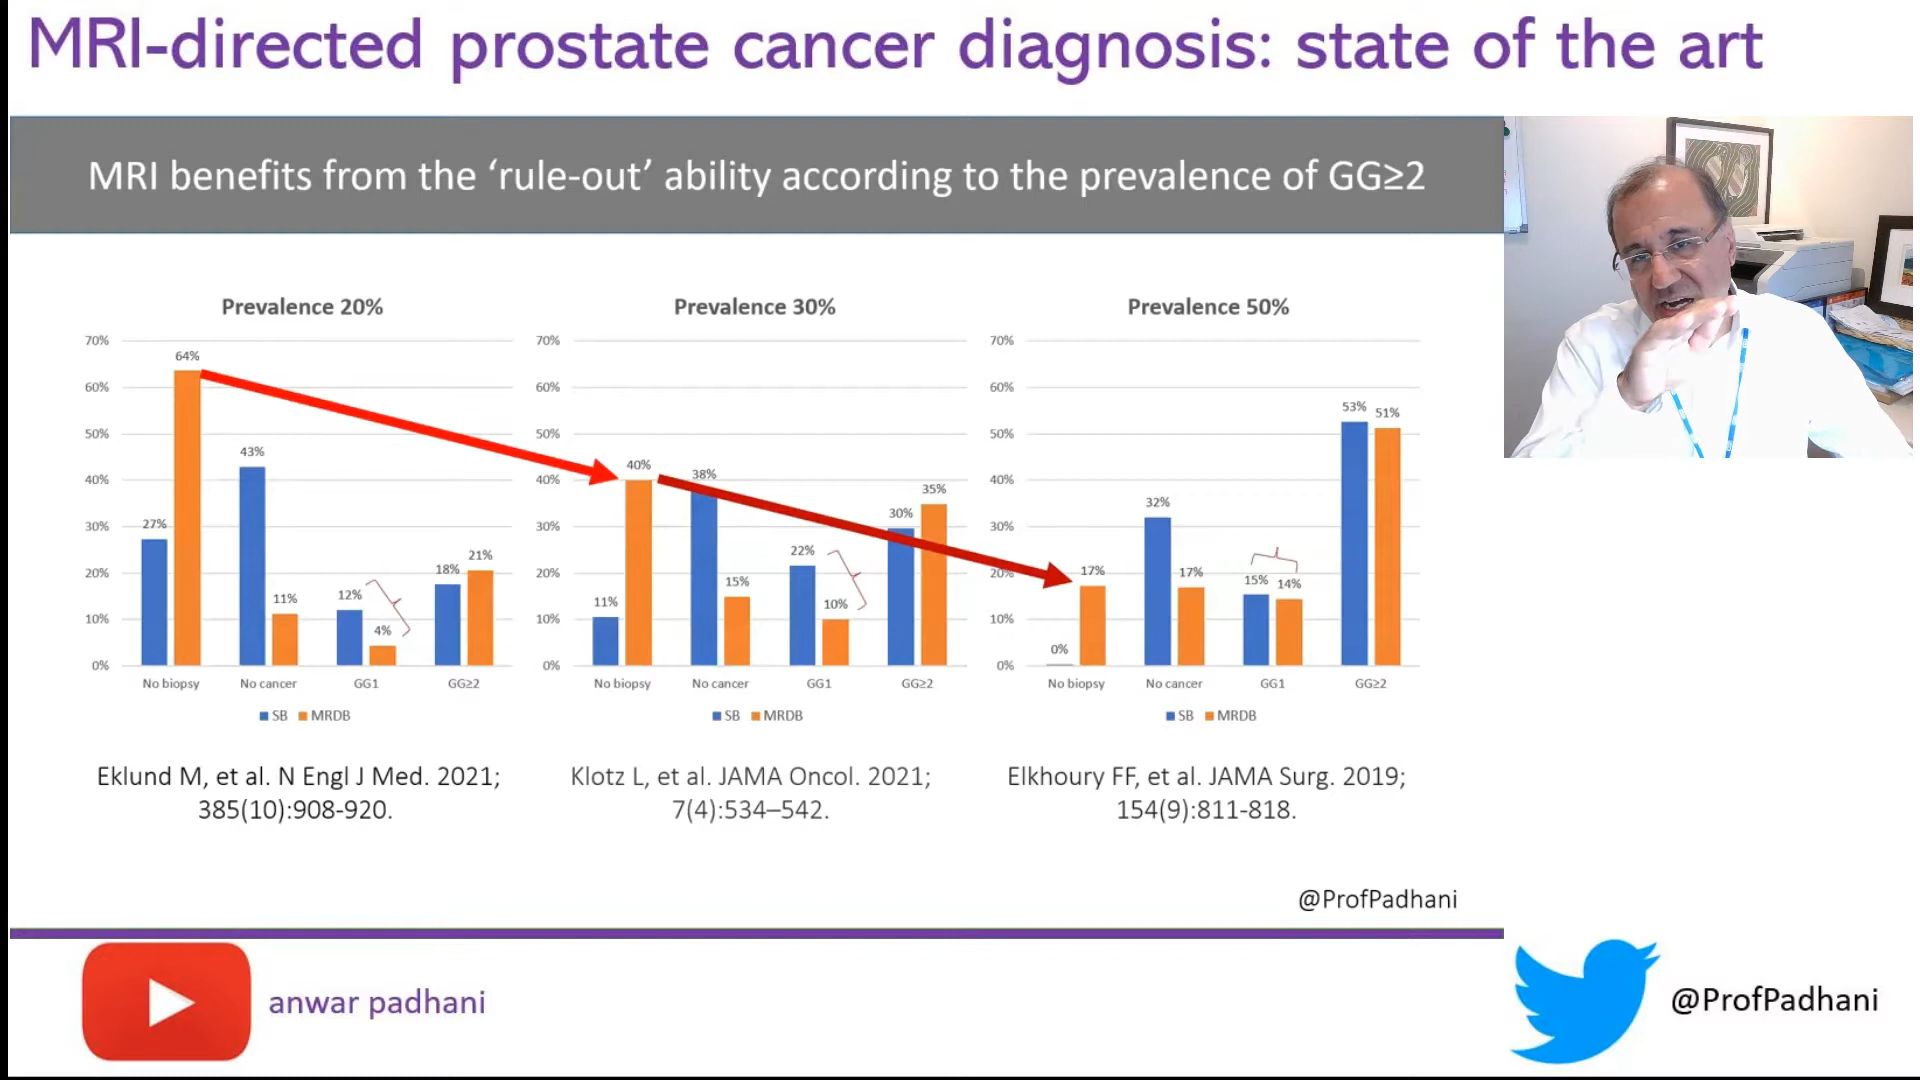 MRI-directed prostate cancer diagnosis: state of the art
MRI benefits from the ‘rule-out’ ability according to the prevalence of GG≥2
Prevalence 20%
70%
60%
50%
40%
30%
20%
10%
0%
27%
64%
43%
11%
12%
4%
18%
21%
No biopsy
No cancer
GG1
GG≥2
SB
MRDB
Eklund M, et al. N Engl J Med. 2021;
385(10):908-920.
Prevalence 30%
70%
60%
50%
40%
30%
20%
10%
0%
11%
40%
38%
15%
22%
10%
30%
35%
No biopsy
No cancer
GG1
GG≥2
SB
MRDB
Klotz L, et al. JAMA Oncol. 2021;
7(4):534–542.
Prevalence 50%
70%
60%
50%
40%
30%
20%
10%
0%
0%
17%
32%
17%
15%
14%
53%
51%
No biopsy
No cancer
GG1
GG≥2
SB
MRDB
Elkhoury FF, et al. JAMA Surg. 2019;
154(9):811-818.
@ProfPadhani
anwar padhani
@ProfPadhani